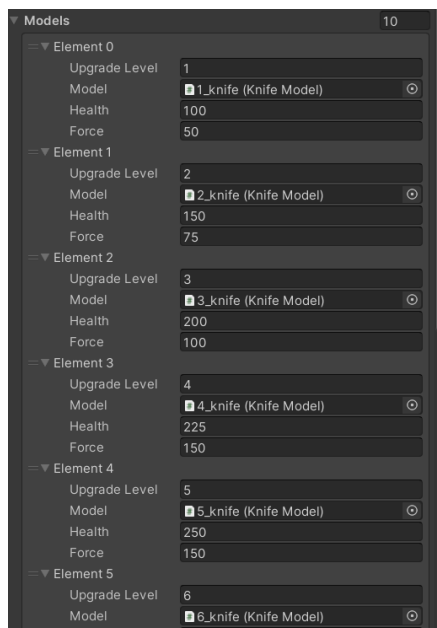 Models 10
Element 0
Upgrade Level 1
Model 1_knife (Knife Model)
Health 100
Force 50
Element 1
Upgrade Level 2
Model 2_knife (Knife Model)
Health 150
Force 75
Element 2
Upgrade Level 3
Model 3_knife (Knife Model)
Health 200
Force 100
Element 3
Upgrade Level 4
Model 4_knife (Knife Model)
Health 225
Force 150
Element 4
Upgrade Level 5
Model 5_knife (Knife Model)
Health 250
Force 150
Element 5
Upgrade Level 6
Model 6_knife (Knife Model)